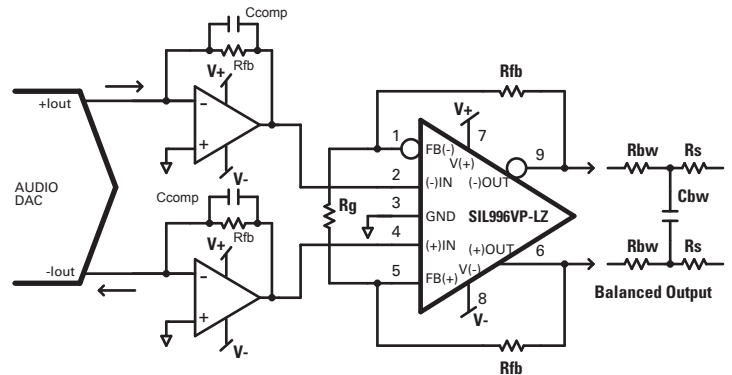 Ccomp
Rfb
V+
+Iout
-
+
V-
AUDIO
DAC
Ccomp
Rfb
V+
-Iout
-
+
V-
Rfb
V+
1
7
FB(-)
V(+)
9
2
(-)IN
(-)OUT
Rg
3
GND
SIL996VP-LZ
4
(+)IN
(+)OUT
6
5
FB(+)
V(-)
8
V-
Rfb
Rbw
Rs
Cbw
Rbw
Rs
Balanced Output